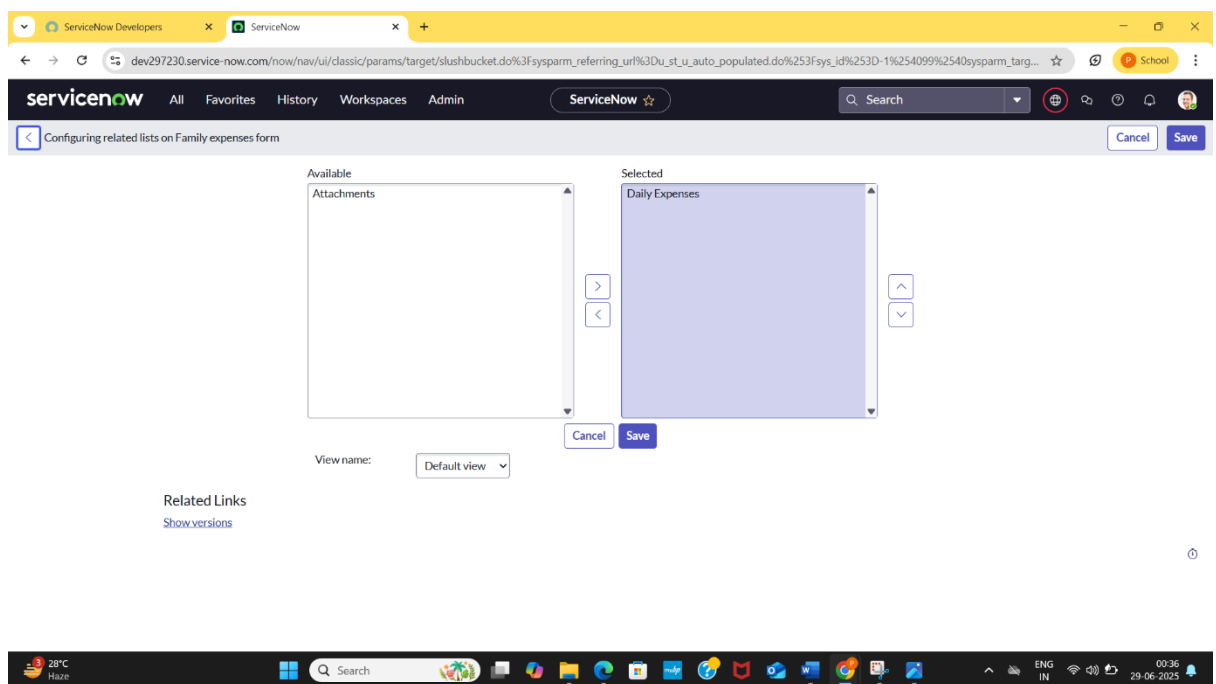 ServiceNow Developers
ServiceNow
dev297230.service-now.com/now/nav/ui/classic/params/target/slushbucket.do%3Fsysparm_referring_url%3Du_st_u_auto_populated.do%253Fsys_id%253D-1%254099%2540sysparm_targ...
School
servicenow All Favorites History Workspaces Admin ServiceNow Search
Configuring related lists on Family expenses form Cancel Save
Available Selected
Attachments Daily Expenses
Cancel Save
View name: Default view
Related Links
Show versions
3 28°C Search ENG 00:36
Haze IN 29-06-2025